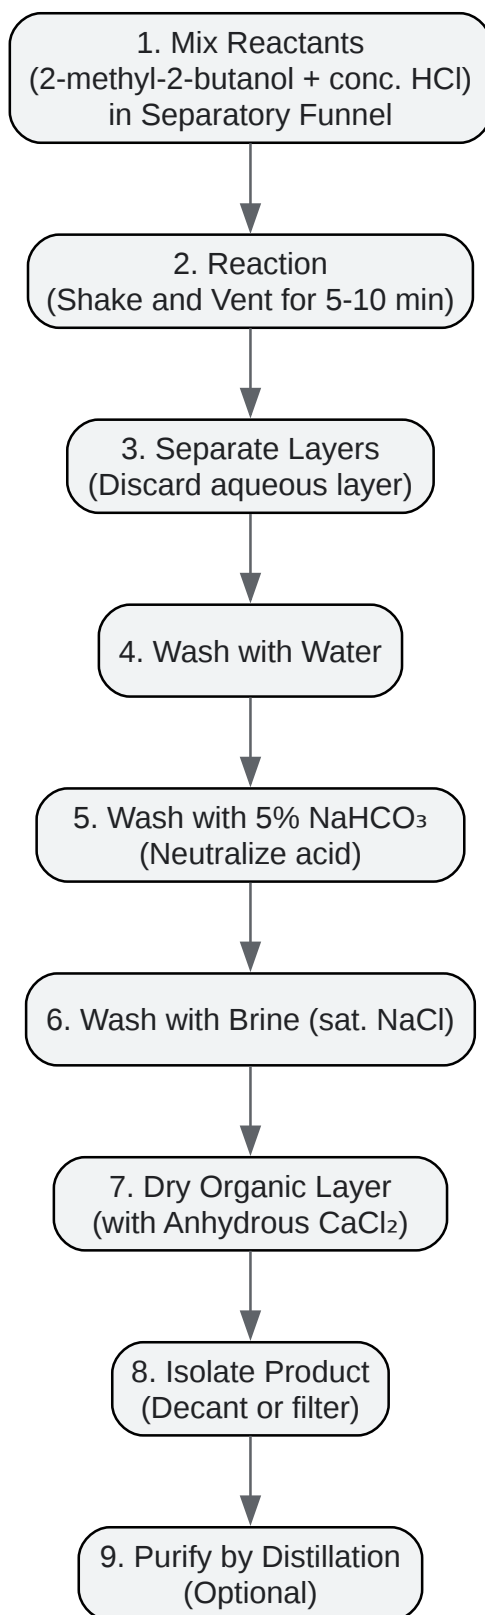 1. Mix Reactants
(2-methyl-2-butanol + conc. HCl)
in Separatory Funnel
2. Reaction
(Shake and Vent for 5-10 min)
3. Separate Layers
(Discard aqueous layer)
4. Wash with Water
5. Wash with 5% NaHCO₃
(Neutralize acid)
6. Wash with Brine (sat. NaCl)
7. Dry Organic Layer
(with Anhydrous CaCl₂)
8. Isolate Product
(Decant or filter)
9. Purify by Distillation
(Optional)